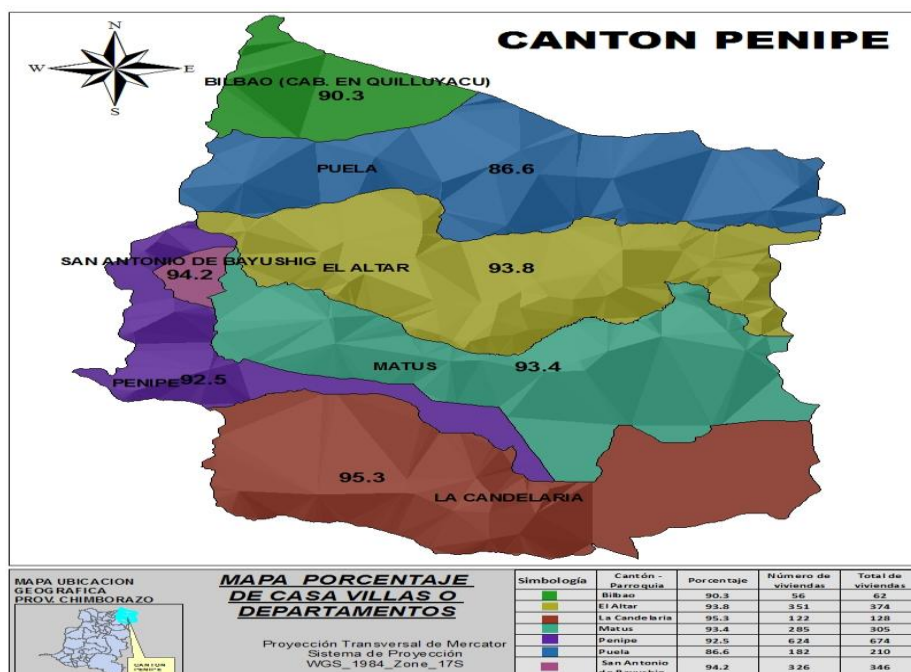 CANTON PENIPE
N
W E
S
BILBAO (CAB. EN QUILLUYACU)
90.3
PUELA 86.6
SAN ANTONIO DE BAYUSHIG
94.2
EL ALTAR 93.8
MATUS 93.4
PENIPE 92.5
95.3
LA CANDELARIA
MAPA UBICACION
GEOGRAFICA
PROV. CHIMBORAZO
CANTON
PENIPE
MAPA PORCENTAJE
DE CASA VILLAS O
DEPARTAMENTOS
Proyección Transversal de Mercator
Sistema de Proyección
WGS_1984_Zone_17S
Simbología Cantón - Parroquia Porcentaje Número de viviendas Total de viviendas
Bilbao 90.3 56 62
El Altar 93.8 351 374
La Candelaria 95.3 122 128
Matus 93.4 285 305
Penipe 92.5 624 674
Puela 86.6 182 210
San Antonio de Bayushig 94.2 326 346